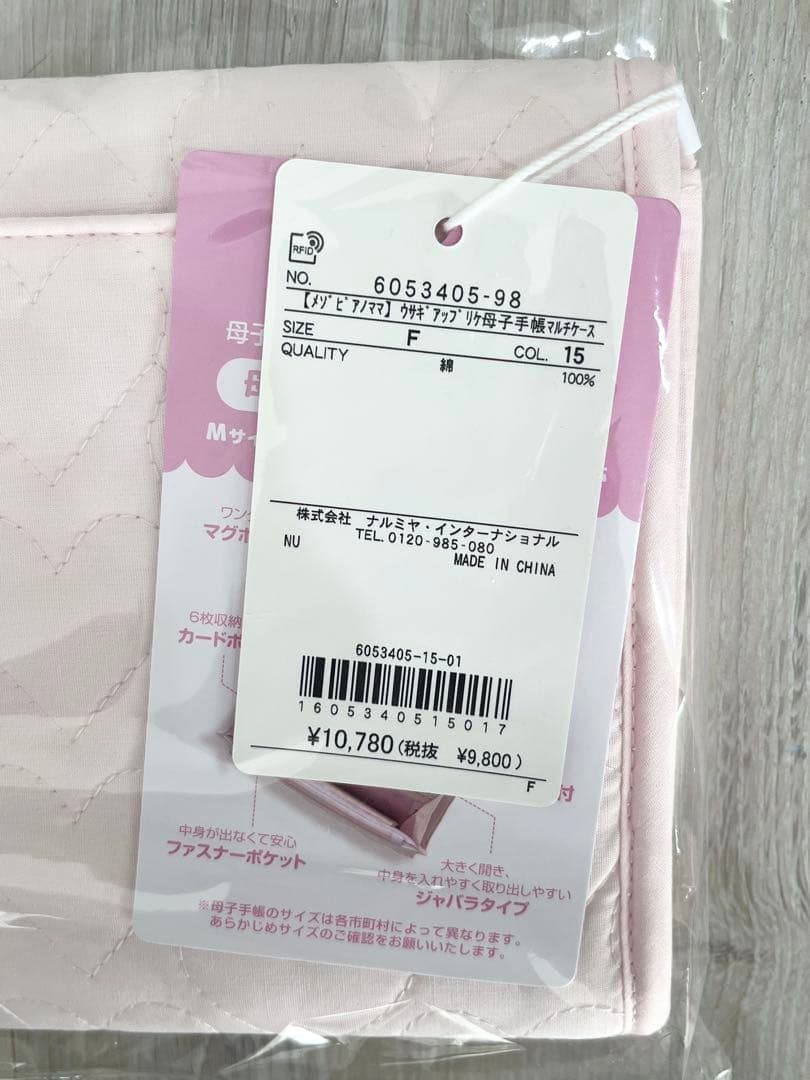 RFID
NO. 6053405-98
【ﾒｿﾞﾋﾟｱﾉﾏﾏ】ｳｻｷﾞｱｯﾌﾟﾘｹ母子手帳ﾏﾙﾁｹｰｽ
SIZE F COL. 15
QUALITY 綿 100%
株式会社 ナルミヤ・インターナショナル
TEL.0120-985-080
NU MADE IN CHINA
6053405-15-01
1605340515017
¥10,780(税抜 ¥9,800)
F
母子
Mサイ
ワン
マグ
6枚収納
カードポ
付
中身が出なくて安心
ファスナーポケット
大きく開き、
中身を入れやすく取り出しやすい
ジャバラタイプ
※母子手帳のサイズは各市町村によって異なります。
あらかじめサイズのご確認をお願いいたします。